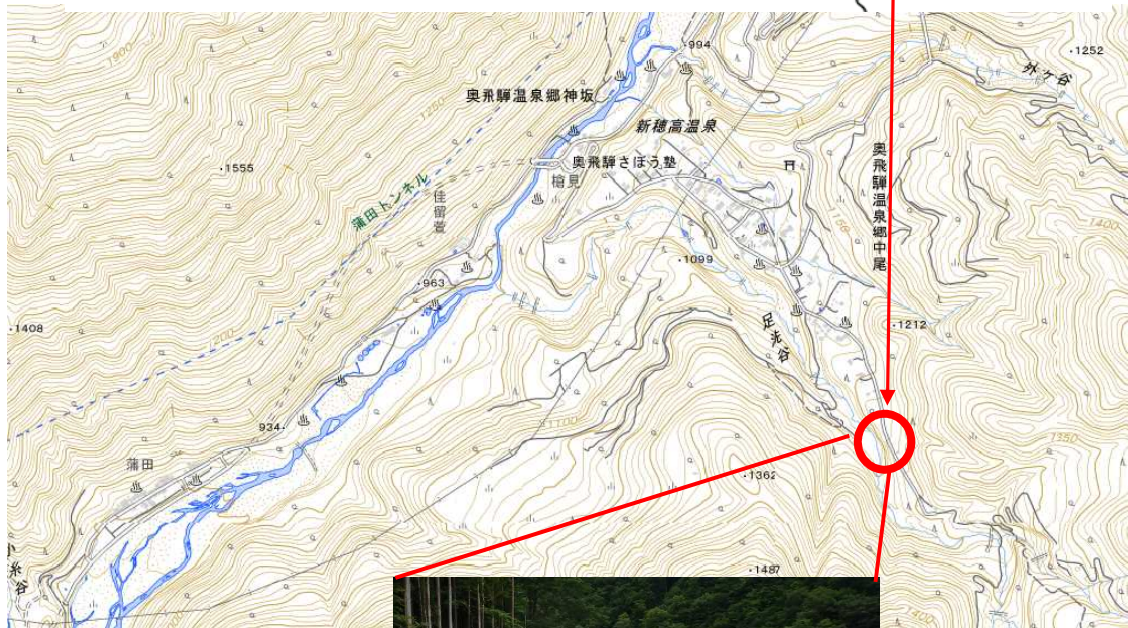 994
・1252
外ヶ谷
1900
奥飛騨温泉郷神坂
1250
新穂高温泉
奥飛騨温泉郷中尾
・1555
奥飛騨さぼう塾
槍見
佳留萱
蒲田トンネル
1400
・1099
・963
・1212
・1408
足洗谷
1200
934・
1100
1350
蒲田
・1362
小糸谷
・1487
1400